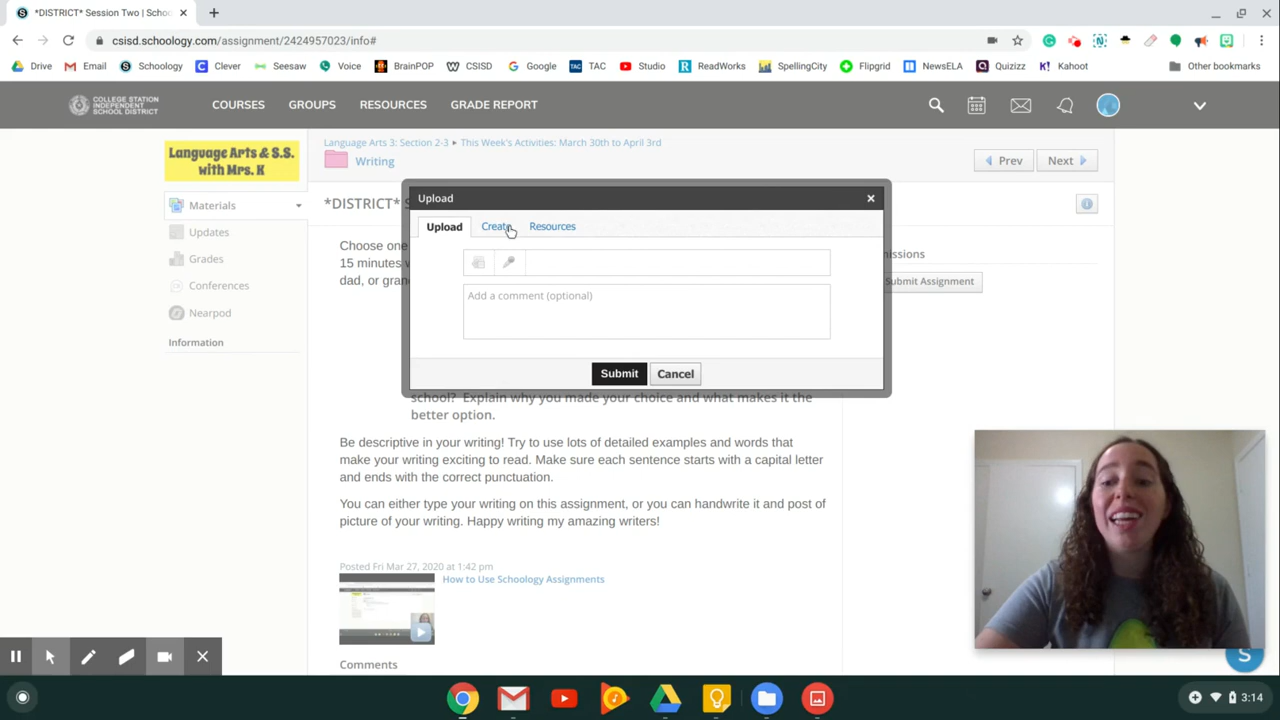 *DISTRICT* Session Two | Scho
csisd.schoology.com/assignment/2424957023/info#
Drive Email Schoology Clever Seesaw Voice BrainPOP CSISD Google TAC Studio ReadWorks SpellingCity Flipgrid NewsELA Quizizz Kahoot Other bookmarks
COLLEGE STATION
INDEPENDENT
SCHOOL DISTRICT
COURSES GROUPS RESOURCES GRADE REPORT
Language Arts & S.S.
with Mrs. K
Materials
Updates
Grades
Conferences
Nearpod
Information
Language Arts 3: Section 2-3 ▸ This Week's Activities: March 30th to April 3rd
Writing
Prev Next
*DISTRICT*
Choose one
15 minutes
dad, or gran
Upload
Upload Create Resources
Add a comment (optional)
Submit Cancel
Submit Assignment
school? Explain why you made your choice and what makes it the
better option.
Be descriptive in your writing! Try to use lots of detailed examples and words that
make your writing exciting to read. Make sure each sentence starts with a capital letter
and ends with the correct punctuation.
You can either type your writing on this assignment, or you can handwrite it and post of
picture of your writing. Happy writing my amazing writers!
Posted Fri Mar 27, 2020 at 1:42 pm
How to Use Schoology Assignments
Comments
3:14